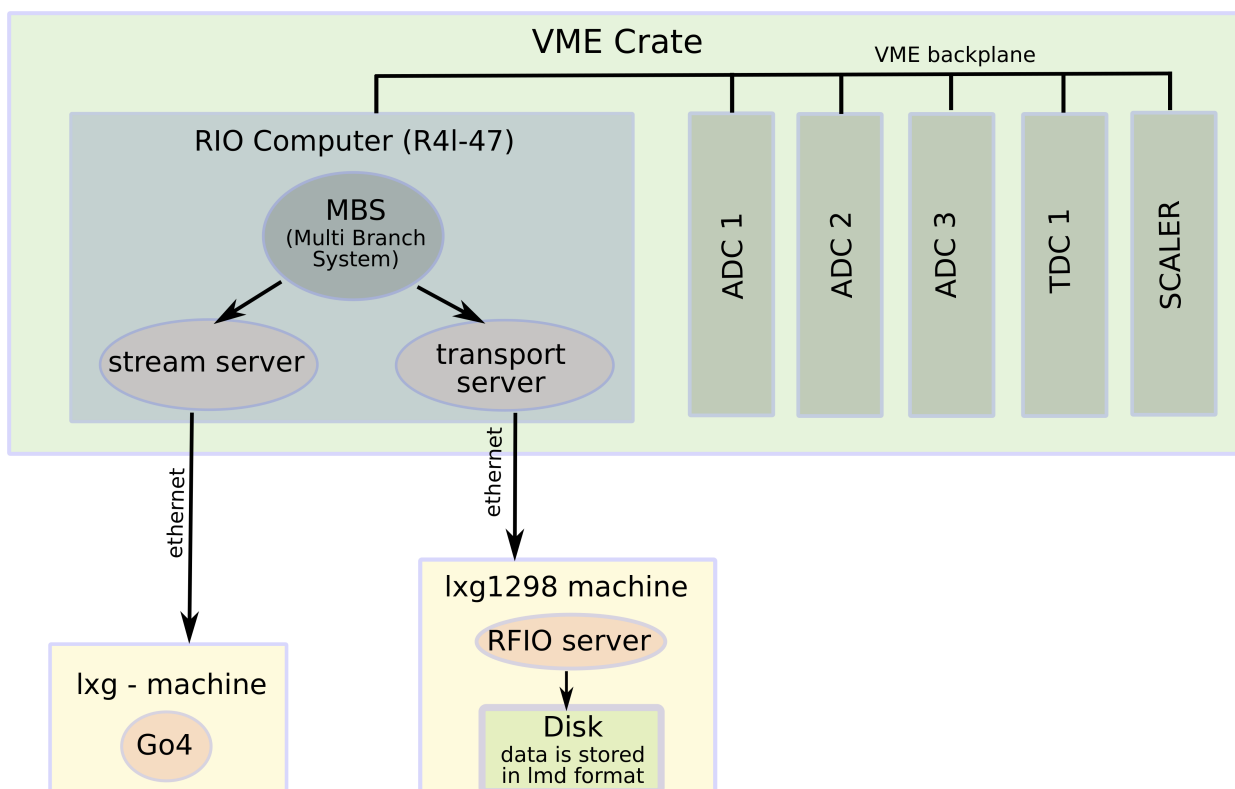 VME Crate
VME backplane
RIO Computer (R4l-47)
MBS
(Multi Branch
System)
stream server
transport
server
ADC 1
ADC 2
ADC 3
TDC 1
SCALER
ethernet
ethernet
lxg1298 machine
RFIO server
Disk
data is stored
in lmd format
lxg - machine
Go4